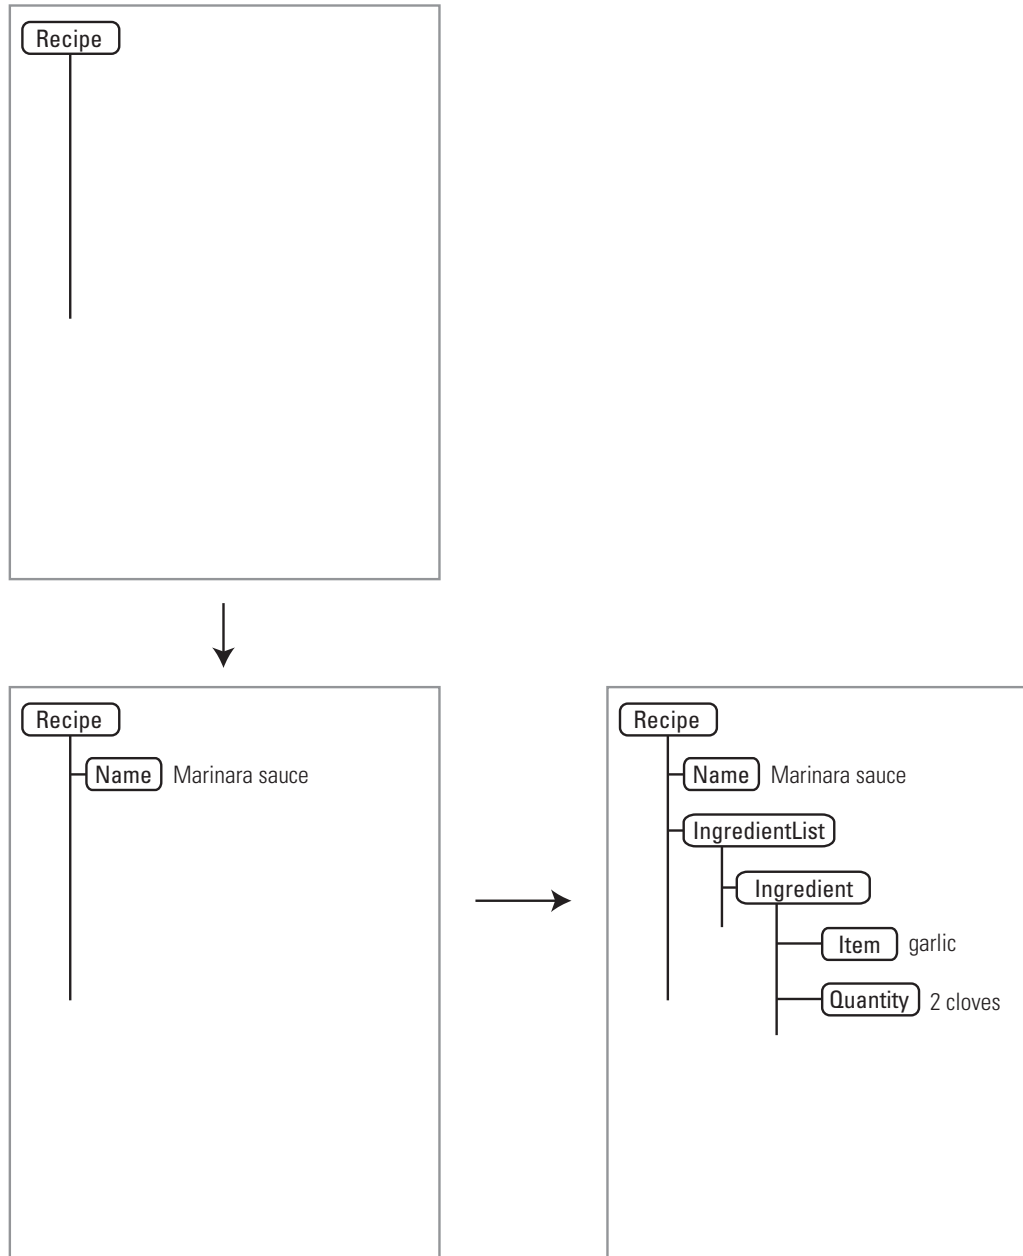 Recipe
Recipe
Name Marinara sauce
Recipe
Name Marinara sauce
IngredientList
Ingredient
Item garlic
Quantity 2 cloves